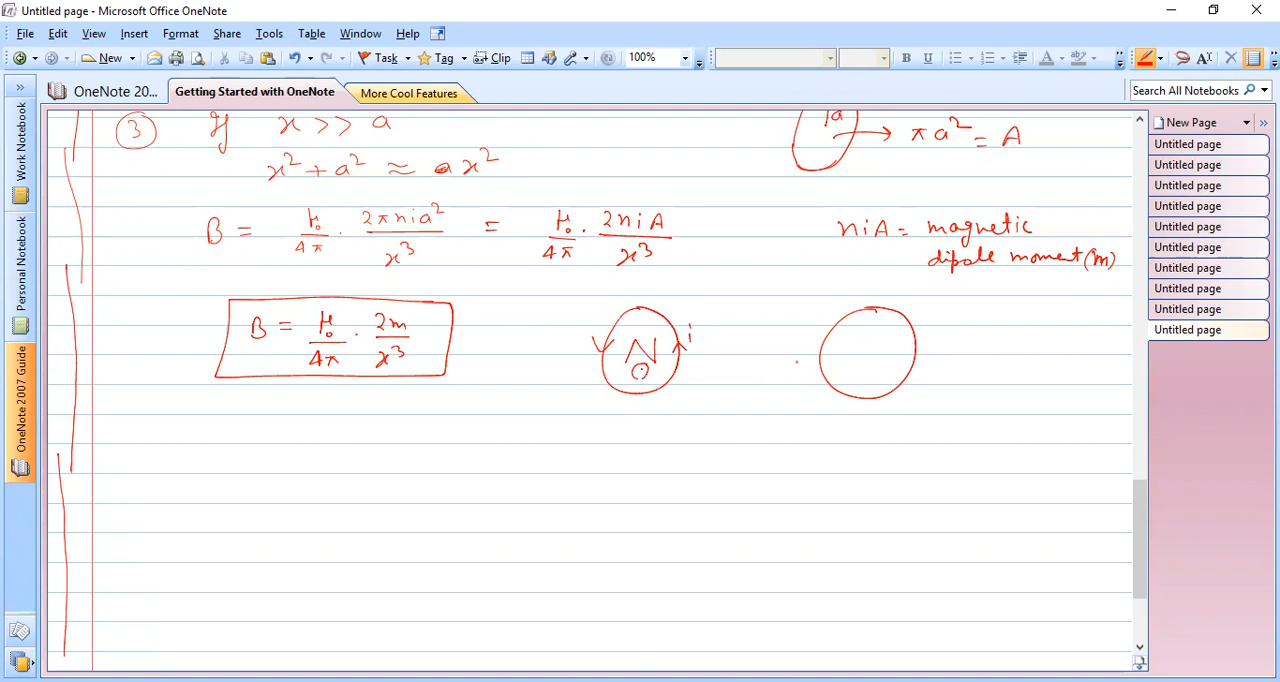 Untitled page - Microsoft Office OneNote
File Edit View Insert Format Share Tools Table Window Help
New Task Tag Clip 100% B U A ab A
OneNote 20... Getting Started with OneNote More Cool Features Search All Notebooks
Work Notebook
Personal Notebook
OneNote 2007 Guide
New Page
Untitled page
Untitled page
Untitled page
Untitled page
Untitled page
Untitled page
Untitled page
Untitled page
Untitled page
Untitled page
③ If x >> a
x² + a² ≈ x²
a → πa² = A
B = μ₀/4π · 2πnia²/x³ = μ₀/4π · 2niA/x³
niA = magnetic
dipole moment (m)
B = μ₀/4π · 2m/x³
N i